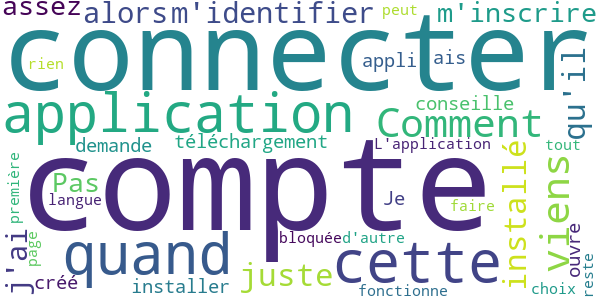 assez
alors
m'identifier
peut
m'inscrire
connecter
rien
appli
ais
qu'il
application
conseille
Comment
demande
téléchargement
L'application
tout
première
compte
installé
viens
Pas
langue
Je
faire
j'ai
page
quand
bloquée
d'autre
cette
ouvre
juste
créé
installer
fonctionne
choix
reste